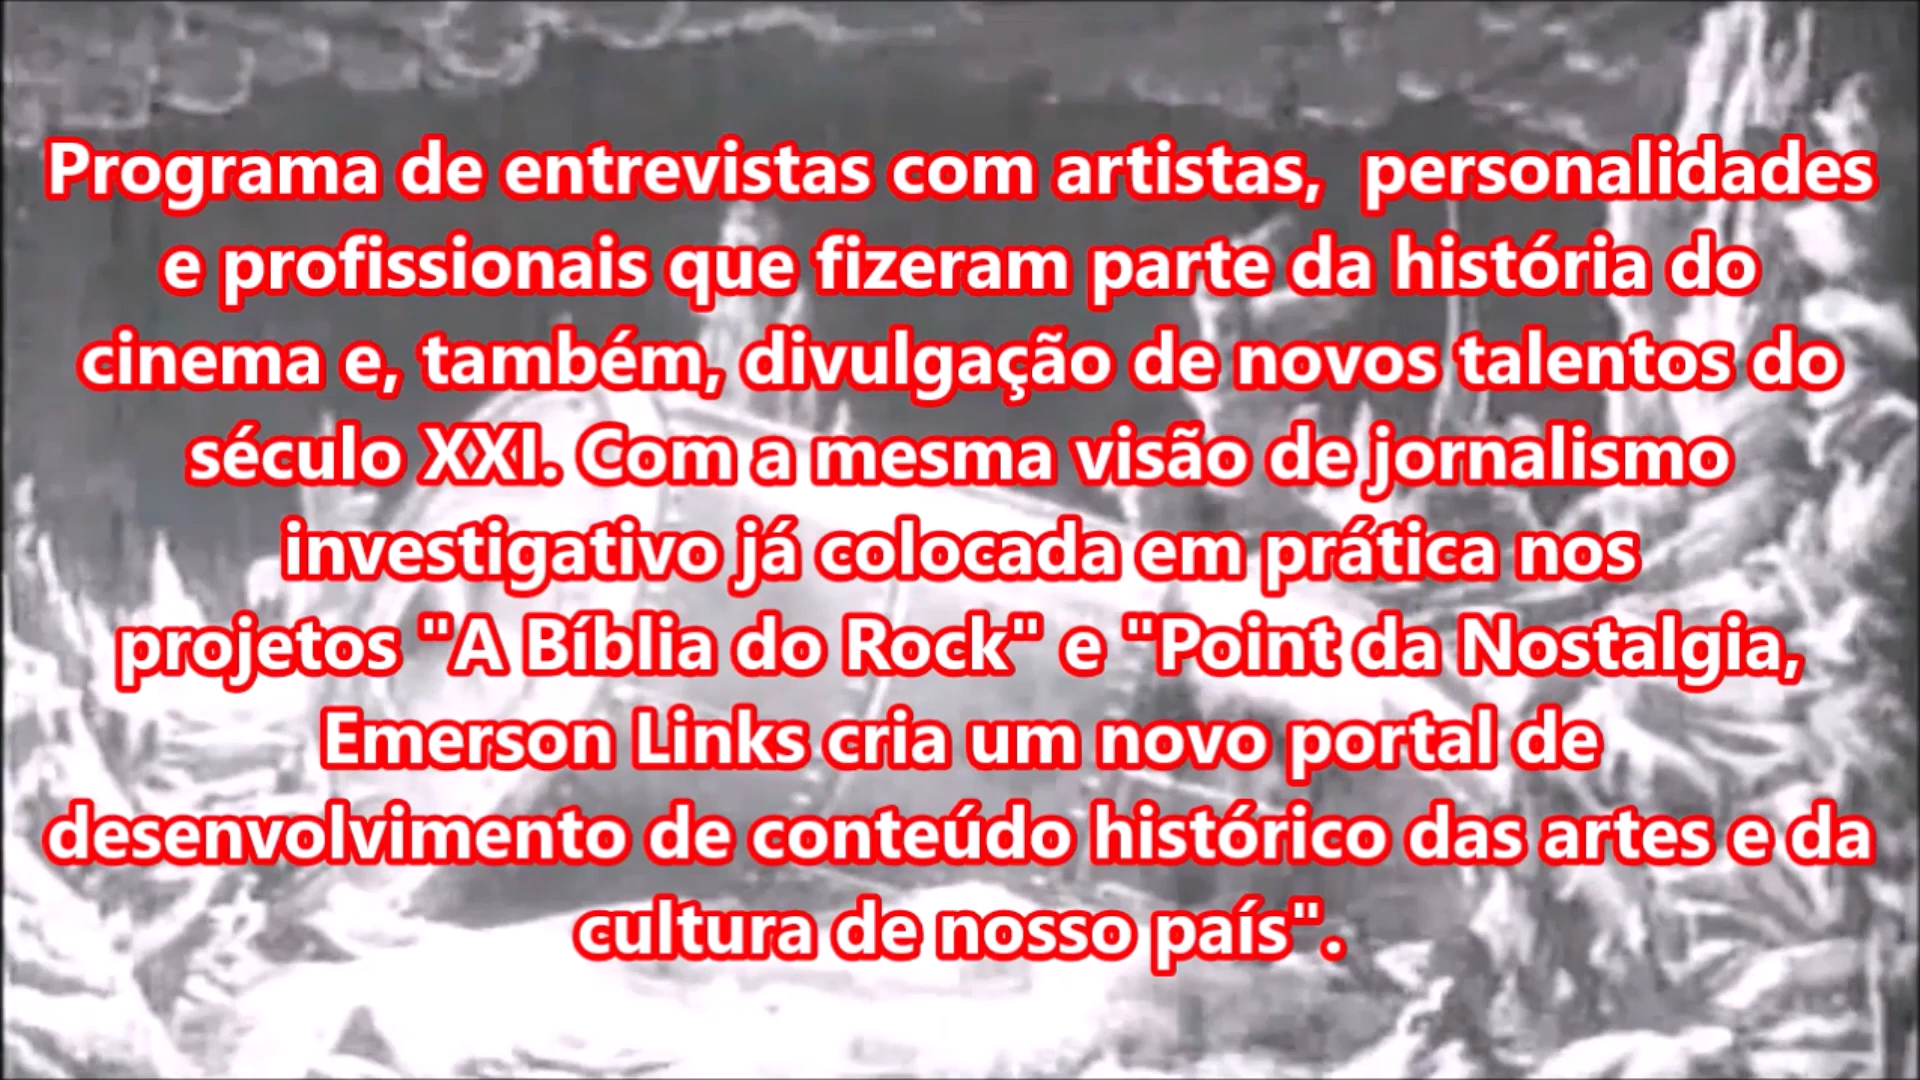 Programa de entrevistas com artistas,  personalidades
e profissionais que fizeram parte da história do
cinema e, também, divulgação de novos talentos do
século XXI. Com a mesma visão de jornalismo
investigativo já colocada em prática nos
projetos "A Bíblia do Rock" e "Point da Nostalgia,
Emerson Links cria um novo portal de
desenvolvimento de conteúdo histórico das artes e da
cultura de nosso país".